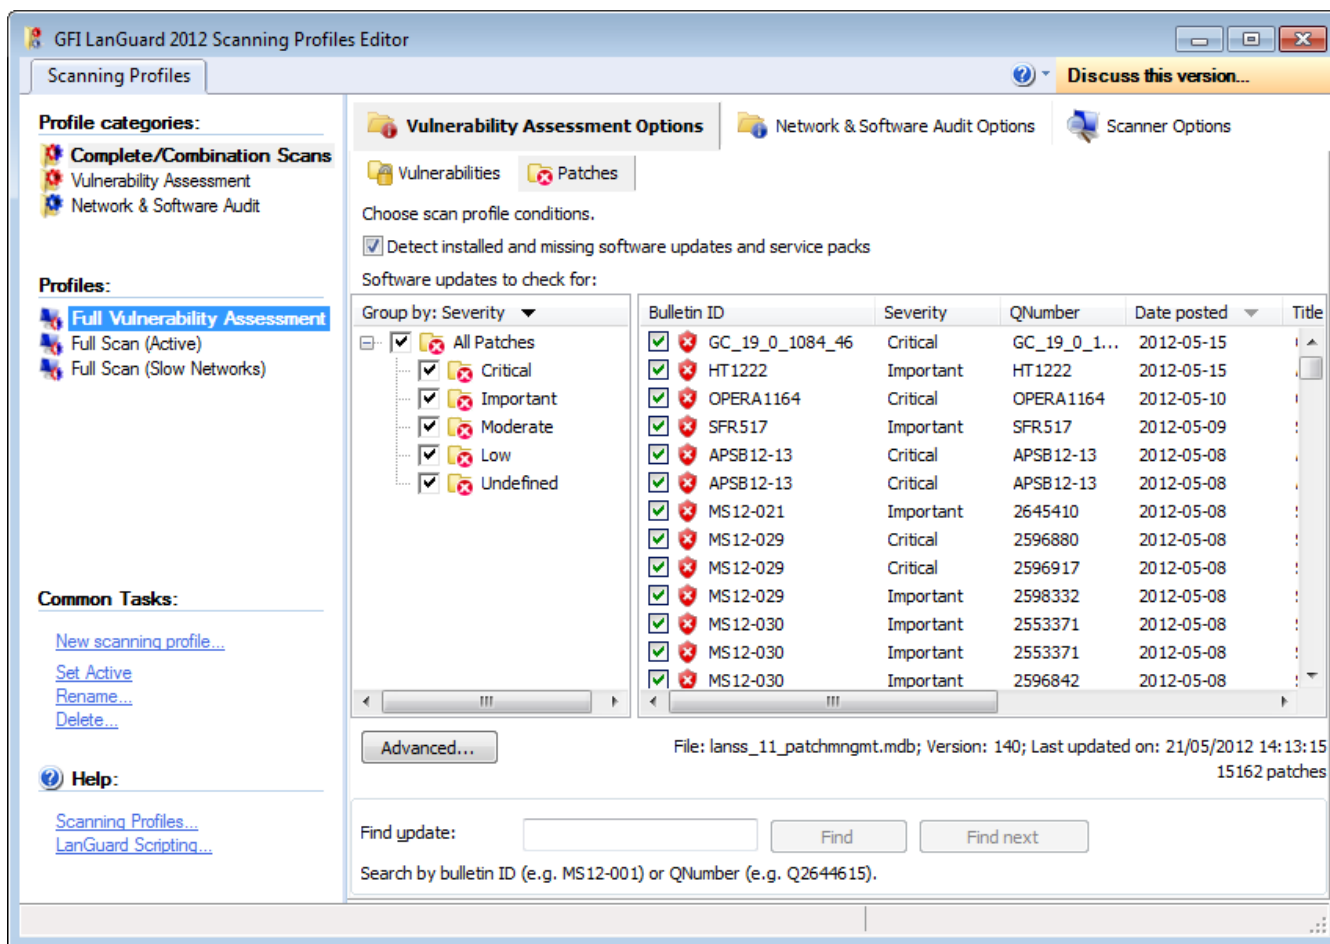 GFI LanGuard 2012 Scanning Profiles Editor
Scanning Profiles
Discuss this version...
Profile categories:
Complete/Combination Scans
Vulnerability Assessment
Network & Software Audit
Profiles:
Full Vulnerability Assessment
Full Scan (Active)
Full Scan (Slow Networks)
Common Tasks:
New scanning profile...
Set Active
Rename...
Delete...
Help:
Scanning Profiles...
LanGuard Scripting...
Vulnerability Assessment Options
Network & Software Audit Options
Scanner Options
Vulnerabilities
Patches
Choose scan profile conditions.
Detect installed and missing software updates and service packs
Software updates to check for:
Group by: Severity
All Patches
Critical
Important
Moderate
Low
Undefined
Bulletin ID Severity QNumber Date posted Title
GC_19_0_1084_46 Critical GC_19_0_1... 2012-05-15
HT1222 Important HT1222 2012-05-15
OPERA1164 Critical OPERA1164 2012-05-10
SFR517 Important SFR517 2012-05-09
APSB12-13 Critical APSB12-13 2012-05-08
APSB12-13 Critical APSB12-13 2012-05-08
MS12-021 Important 2645410 2012-05-08
MS12-029 Critical 2596880 2012-05-08
MS12-029 Critical 2596917 2012-05-08
MS12-029 Important 2598332 2012-05-08
MS12-030 Important 2553371 2012-05-08
MS12-030 Important 2553371 2012-05-08
MS12-030 Important 2596842 2012-05-08
Advanced...
File: lanss_11_patchmngmt.mdb; Version: 140; Last updated on: 21/05/2012 14:13:15
15162 patches
Find update:
Find
Find next
Search by bulletin ID (e.g. MS12-001) or QNumber (e.g. Q2644615).